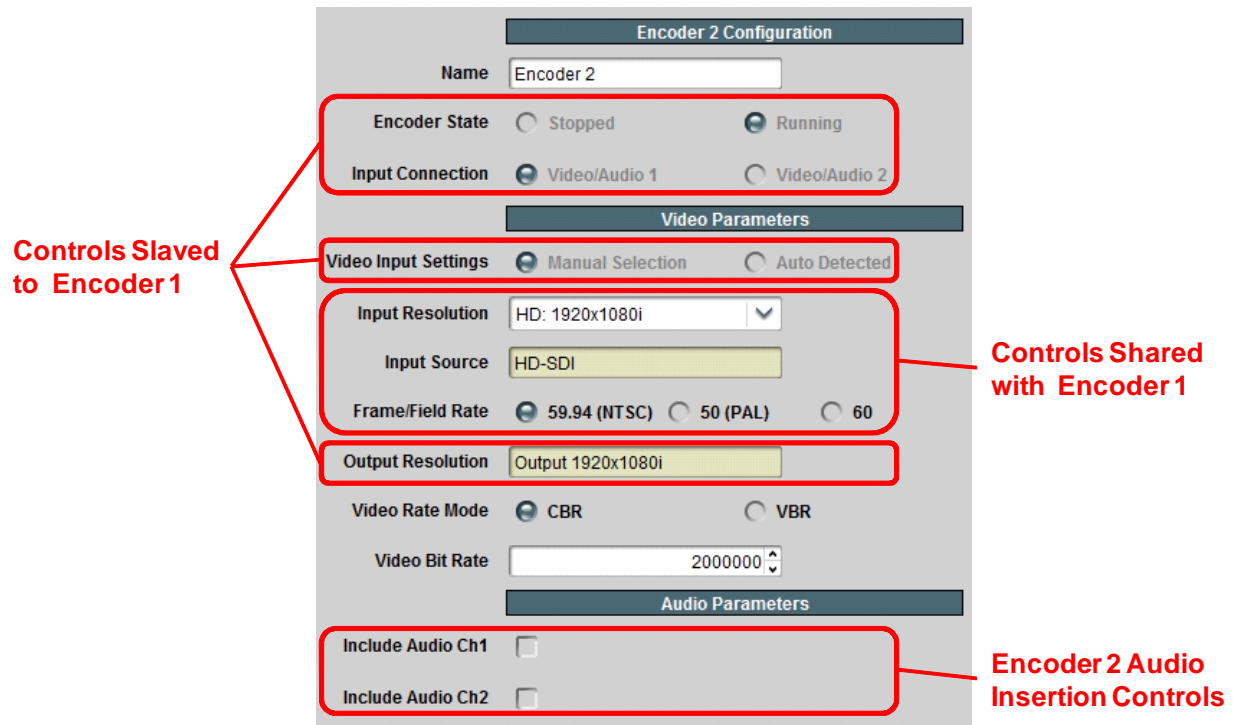 Encoder 2 Configuration
Name Encoder 2
Encoder State Stopped Running
Input Connection Video/Audio 1 Video/Audio 2
Video Parameters
Controls Slaved
to Encoder 1
Video Input Settings Manual Selection Auto Detected
Input Resolution HD: 1920x1080i
Input Source HD-SDI
Controls Shared
with Encoder 1
Frame/Field Rate 59.94 (NTSC) 50 (PAL) 60
Output Resolution Output 1920x1080i
Video Rate Mode CBR VBR
Video Bit Rate 2000000
Audio Parameters
Include Audio Ch1
Include Audio Ch2
Encoder 2 Audio
Insertion Controls